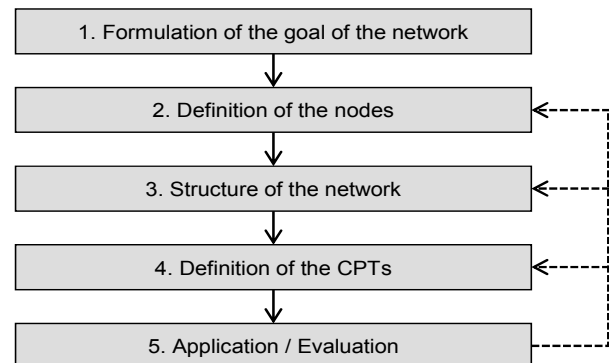 1. Formulation of the goal of the network
2. Definition of the nodes
3. Structure of the network
4. Definition of the CPTs
5. Application / Evaluation